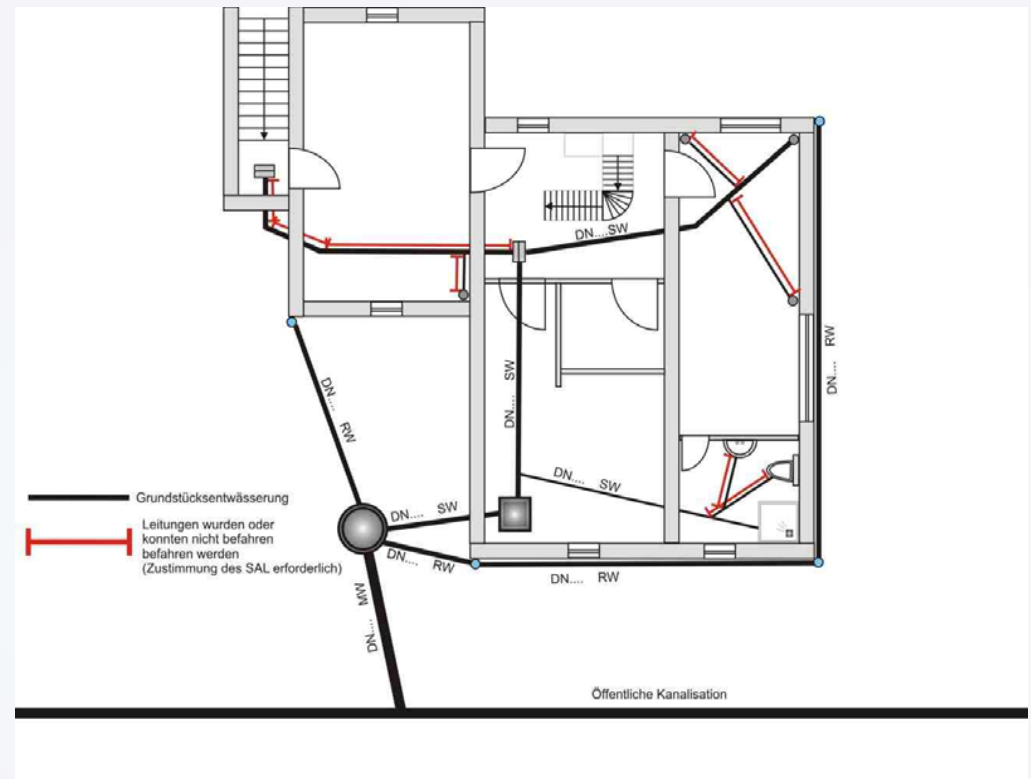 DN.... SW
DN.... RW
DN.... SW
DN.... RW
DN.... SW
Grundstücksentwässerung
DN.... SW
Leitungen wurden oder
konnten nicht befahren
befahren werden
(Zustimmung des SAL erforderlich)
DN.... RW
DN.... RW
DN.... MW
Öffentliche Kanalisation